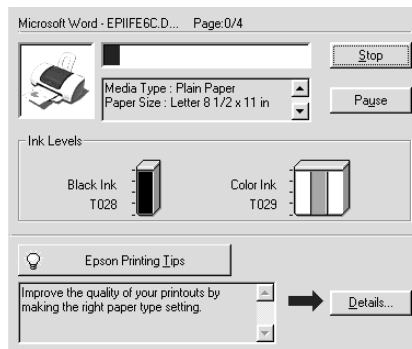 Microsoft Word - EPIIFE6C.D... Page:0/4
Stop
Media Type : Plain Paper
Paper Size : Letter 8 1/2 x 11 in
Pause
Ink Levels
Black Ink
T028
Color Ink
T029
Epson Printing Tips
Improve the quality of your printouts by
making the right paper type setting.
Details...